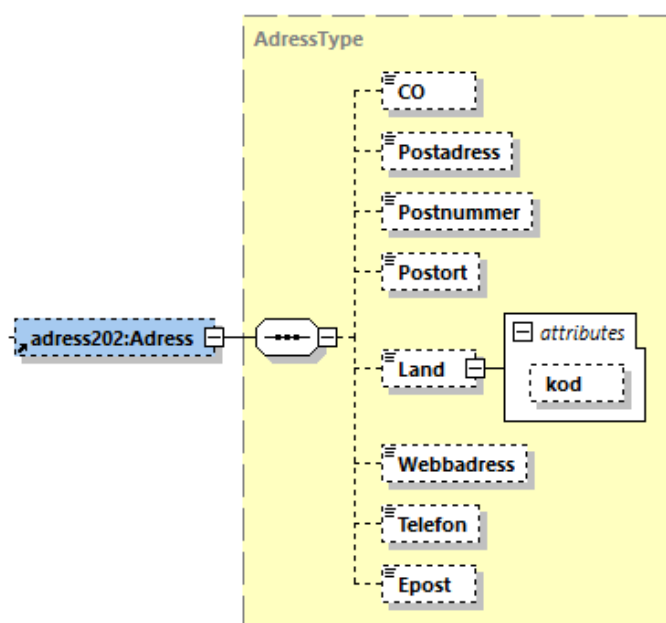 AdressType
CO
Postadress
Postnummer
Postort
adress202:Adress
Land
attributes
kod
Webbadress
Telefon
Epost